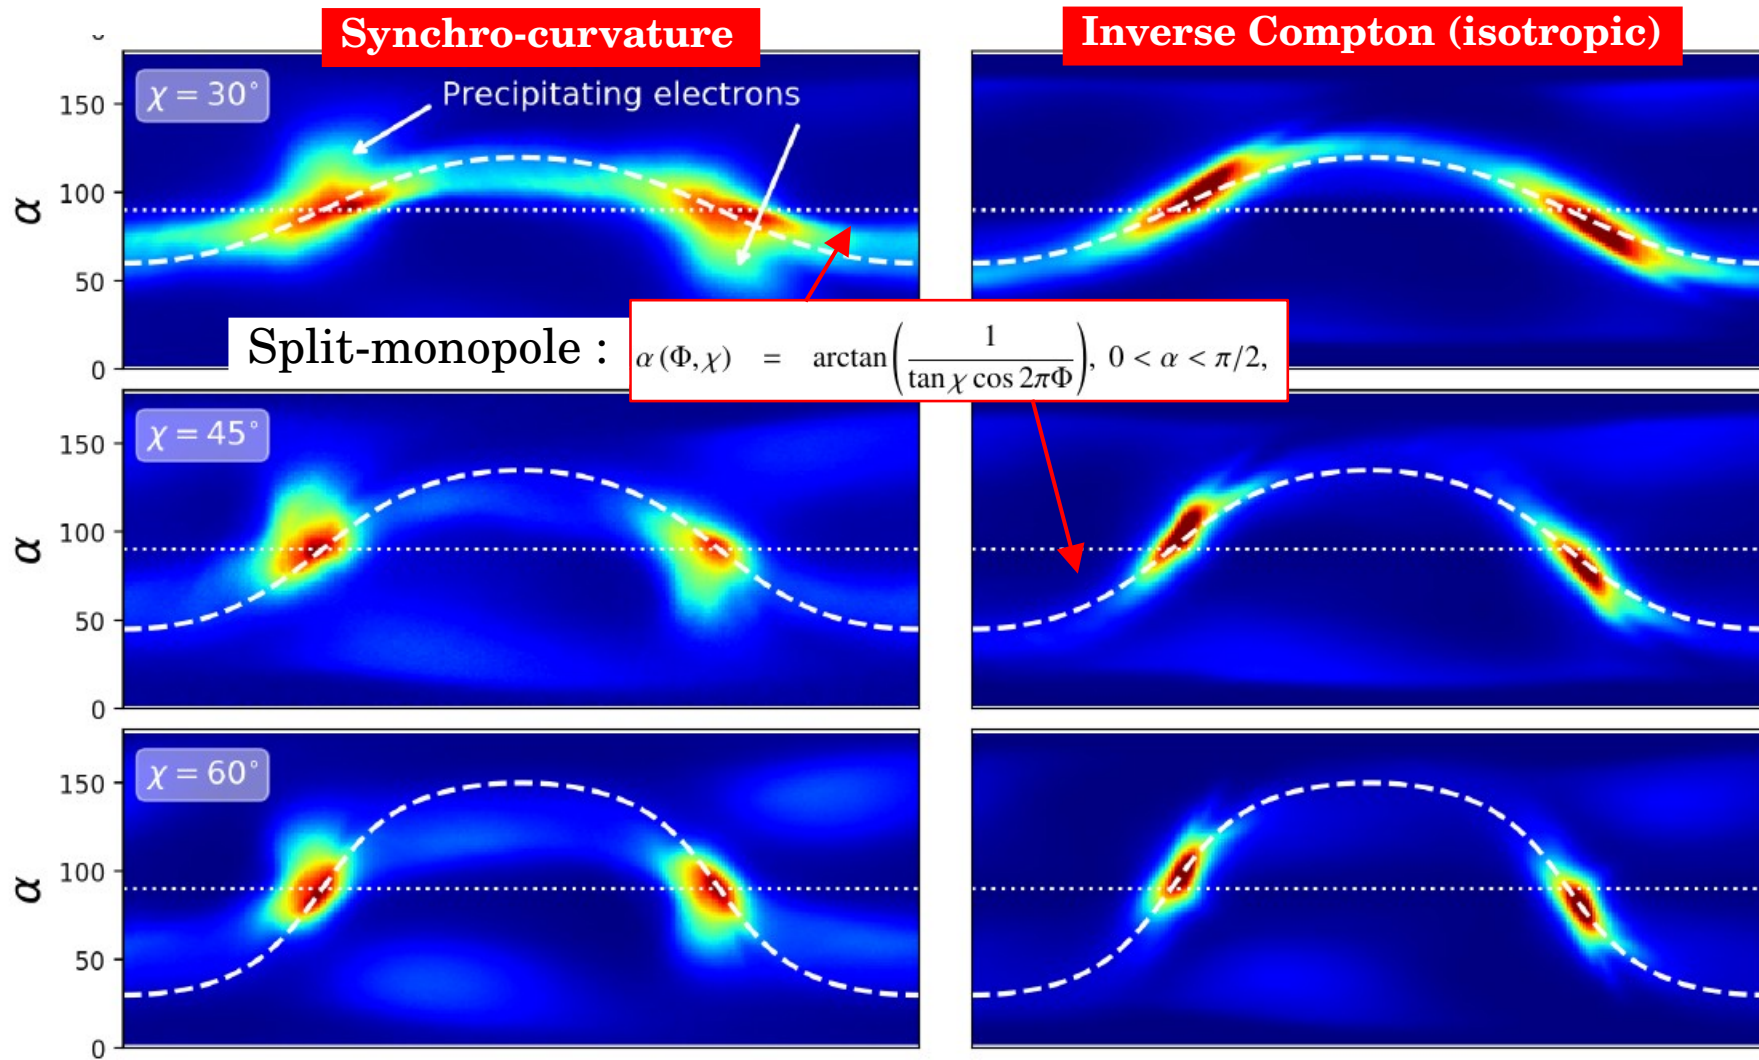 Synchro-curvature
Inverse Compton (isotropic)
χ = 30°
Precipitating electrons
150
100
50
0
α
Split-monopole :
α (Φ, χ) = arctan( 1 / (tan χ cos 2πΦ) ), 0 < α < π/2,
χ = 45°
150
100
50
0
α
χ = 60°
150
100
50
0
α